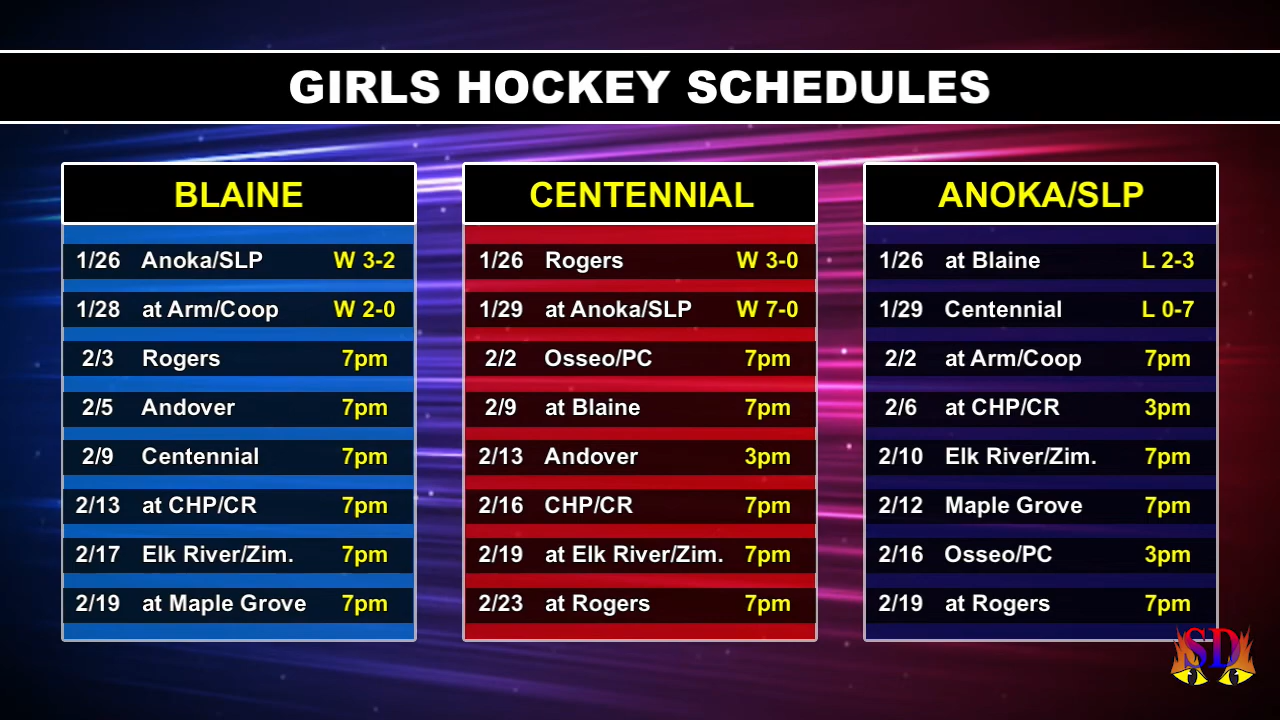 GIRLS HOCKEY SCHEDULES
BLAINE
1/26 Anoka/SLP W 3-2
1/28 at Arm/Coop W 2-0
2/3 Rogers 7pm
2/5 Andover 7pm
2/9 Centennial 7pm
2/13 at CHP/CR 7pm
2/17 Elk River/Zim. 7pm
2/19 at Maple Grove 7pm
CENTENNIAL
1/26 Rogers W 3-0
1/29 at Anoka/SLP W 7-0
2/2 Osseo/PC 7pm
2/9 at Blaine 7pm
2/13 Andover 3pm
2/16 CHP/CR 7pm
2/19 at Elk River/Zim. 7pm
2/23 at Rogers 7pm
ANOKA/SLP
1/26 at Blaine L 2-3
1/29 Centennial L 0-7
2/2 at Arm/Coop 7pm
2/6 at CHP/CR 3pm
2/10 Elk River/Zim. 7pm
2/12 Maple Grove 7pm
2/16 Osseo/PC 3pm
2/19 at Rogers 7pm
SD